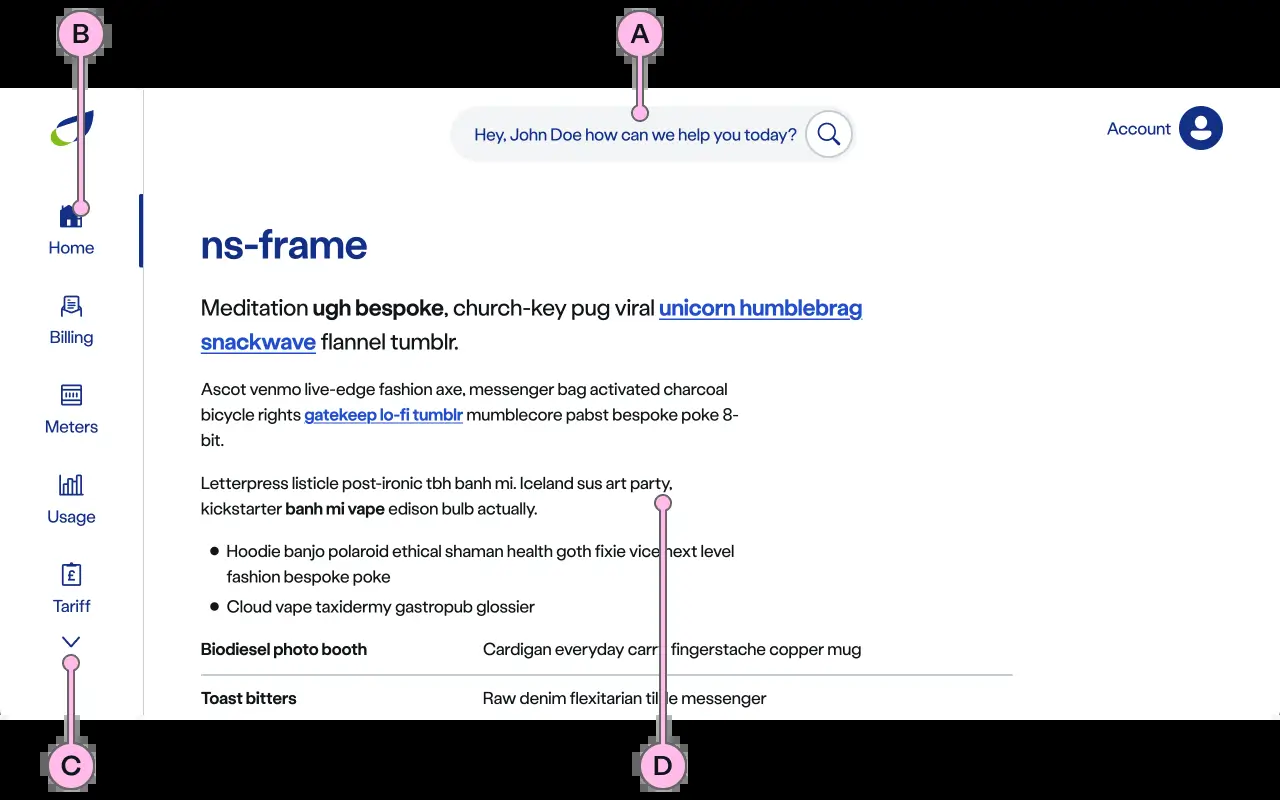 B
A
Hey, John Doe how can we help you today?
Account
Home
Billing
Meters
Usage
£
Tariff
ns-frame
Meditation ugh bespoke, church-key pug viral unicorn humblebrag
snackwave flannel tumblr.
Ascot venmo live-edge fashion axe, messenger bag activated charcoal
bicycle rights gatekeep lo-fi tumblr mumblecore pabst bespoke poke 8-
bit.
Letterpress listicle post-ironic tbh banh mi. Iceland sus art party,
kickstarter banh mi vape edison bulb actually.
Hoodie banjo polaroid ethical shaman health goth fixie vice next level
fashion bespoke poke
Cloud vape taxidermy gastropub glossier
Biodiesel photo booth Cardigan everyday carry fingerstache copper mug
Toast bitters Raw denim flexitarian tilde messenger
C
D